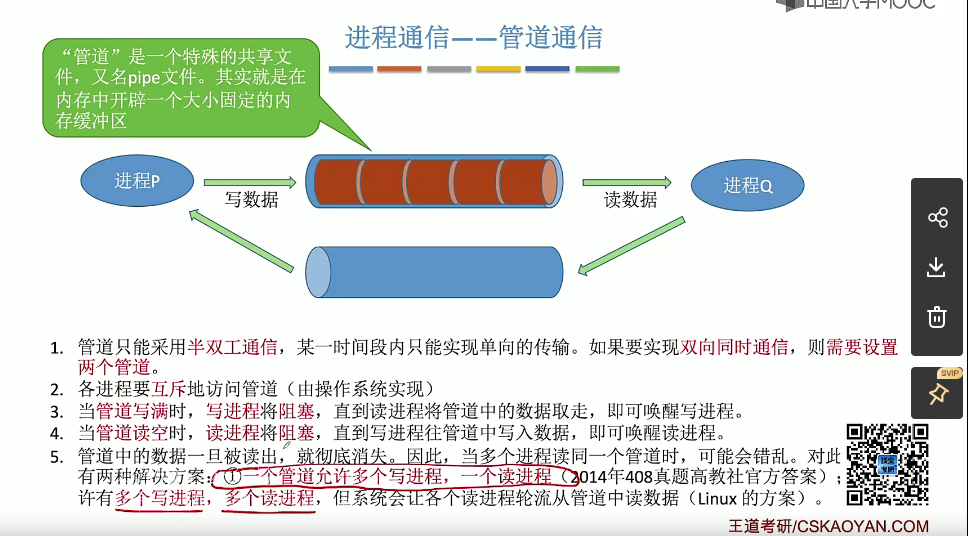 中国大学MOOC
进程通信——管道通信
“管道”是一个特殊的共享文
件，又名pipe文件。其实就是在
内存中开辟一个大小固定的内
存缓冲区
进程P
写数据
读数据
进程Q
1. 管道只能采用半双工通信，某一时间段内只能实现单向的传输。如果要实现双向同时通信，则需要设置
两个管道。
2. 各进程要互斥地访问管道（由操作系统实现）
3. 当管道写满时，写进程将阻塞，直到读进程将管道中的数据取走，即可唤醒写进程。
4. 当管道读空时，读进程将阻塞，直到写进程往管道中写入数据，即可唤醒读进程。
5. 管道中的数据一旦被读出，就彻底消失。因此，当多个进程读同一个管道时，可能会错乱。对此
有两种解决方案：①一个管道允许多个写进程，一个读进程（2014年408真题高教社官方答案）；
许有多个写进程，多个读进程，但系统会让各个读进程轮流从管道中读数据（Linux 的方案）。
SVIP
王道考研/CSKAOYAN.COM